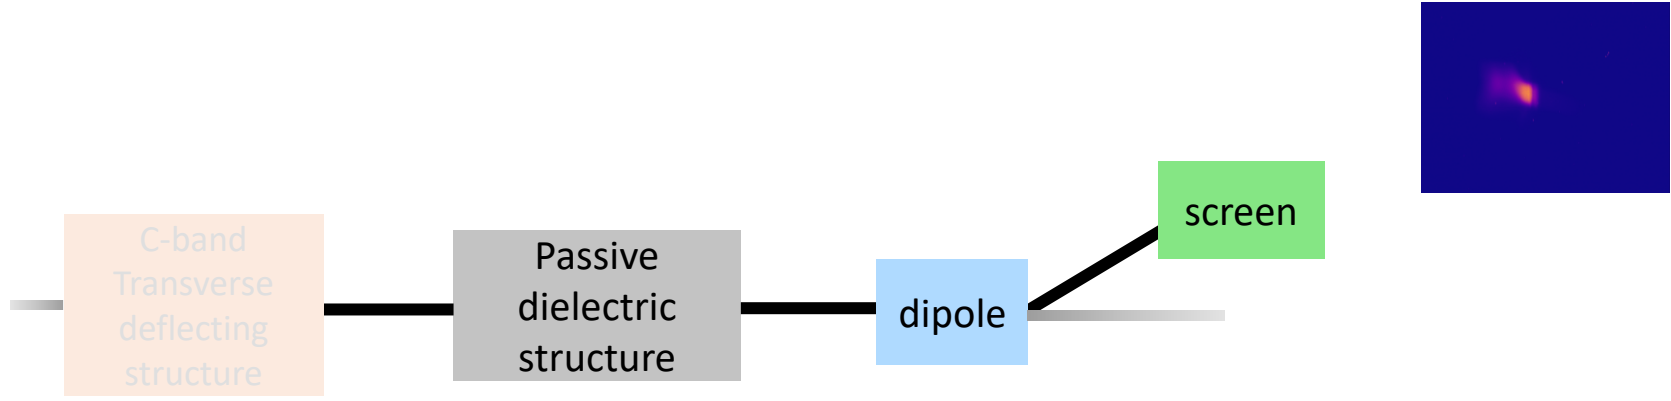 C-band
Transverse
deflecting
structure
Passive
dielectric
structure
dipole
screen